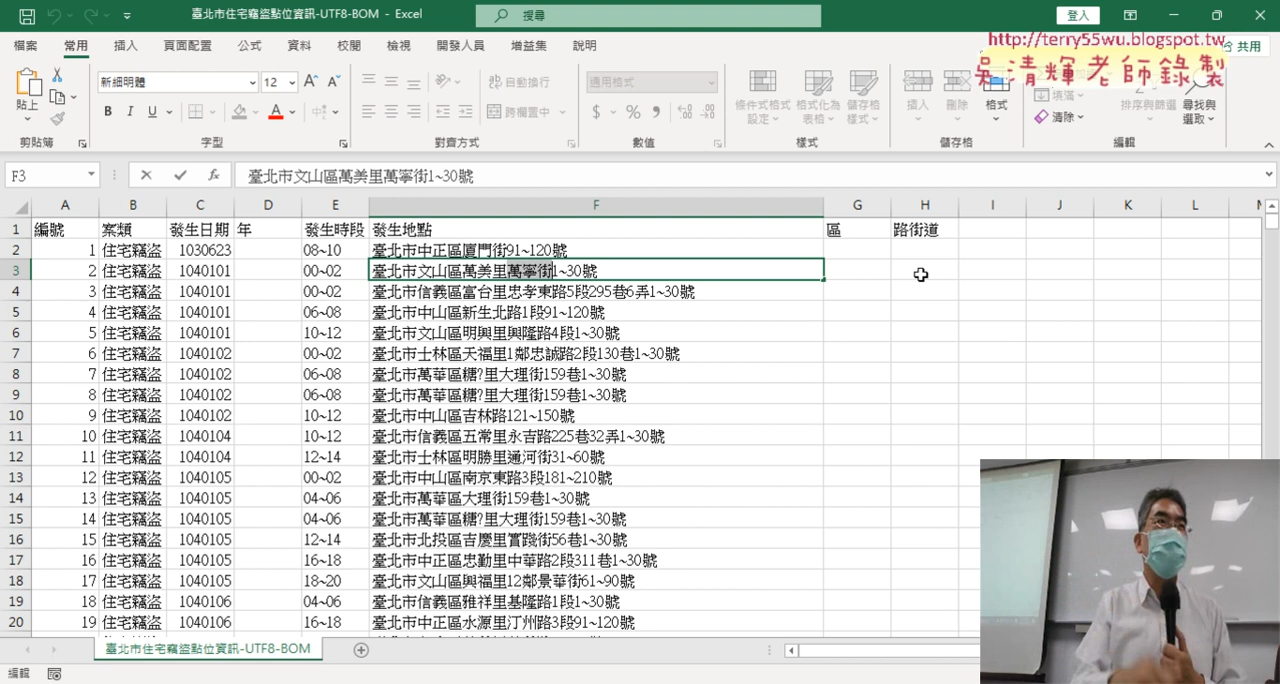 臺北市住宅竊盜點位資訊-UTF8-BOM - Excel
搜尋
登入
檔案 常用 插入 頁面配置 公式 資料 校閱 檢視 開發人員 增益集 說明
http://terry55wu.blogspot.tw
吳清輝老師錄製
共用
貼上
新細明體 12
自動換行
跨欄置中
通用格式
條件式格式設定 格式化為表格 儲存格樣式
插入 刪除 格式
填滿
清除
排序與篩選 尋找與選取
剪貼簿 字型 對齊方式 數值 樣式 儲存格 編輯
F3 臺北市文山區萬美里萬寧街1~30號
A B C D E F G H I J K L
1 編號 案類 發生日期 年 發生時段 發生地點 區 路街道
2 1 住宅竊盜 1030623 08~10 臺北市中正區廈門街91~120號
3 2 住宅竊盜 1040101 00~02 臺北市文山區萬美里萬寧街1~30號
4 3 住宅竊盜 1040101 00~02 臺北市信義區富台里忠孝東路5段295巷6弄1~30號
5 4 住宅竊盜 1040101 06~08 臺北市中山區新生北路1段91~120號
6 5 住宅竊盜 1040101 10~12 臺北市文山區明興里興隆路4段1~30號
7 6 住宅竊盜 1040102 00~02 臺北市士林區天福里1鄰忠誠路2段130巷1~30號
8 7 住宅竊盜 1040102 06~08 臺北市萬華區糖?里大理街159巷1~30號
9 8 住宅竊盜 1040102 06~08 臺北市萬華區糖?里大理街159巷1~30號
10 9 住宅竊盜 1040102 10~12 臺北市中山區吉林路121~150號
11 10 住宅竊盜 1040104 10~12 臺北市信義區五常里永吉路225巷32弄1~30號
12 11 住宅竊盜 1040104 12~14 臺北市士林區明勝里通河街31~60號
13 12 住宅竊盜 1040105 00~02 臺北市中山區南京東路3段181~210號
14 13 住宅竊盜 1040105 04~06 臺北市萬華區大理街159巷1~30號
15 14 住宅竊盜 1040105 04~06 臺北市萬華區糖?里大理街159巷1~30號
16 15 住宅竊盜 1040105 12~14 臺北市北投區吉慶里實踐街56巷1~30號
17 16 住宅竊盜 1040105 16~18 臺北市中正區忠勤里中華路2段311巷1~30號
18 17 住宅竊盜 1040105 18~20 臺北市文山區興福里12鄰景華街61~90號
19 18 住宅竊盜 1040106 04~06 臺北市信義區雅祥里基隆路1段1~30號
20 19 住宅竊盜 1040106 16~18 臺北市中正區水源里汀州路3段91~120號
臺北市住宅竊盜點位資訊-UTF8-BOM
編輯